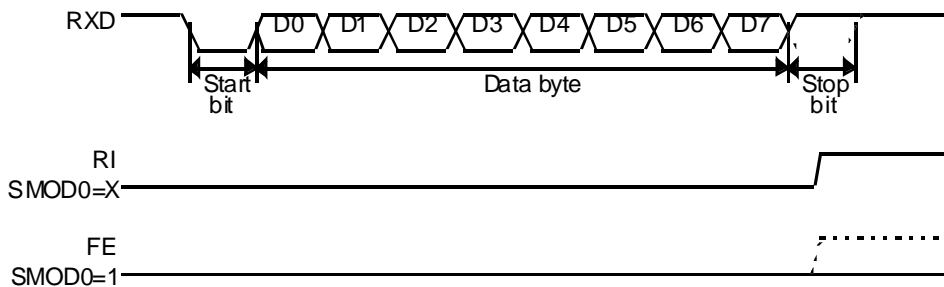 RXD D0 D1 D2 D3 D4 D5 D6 D7
Start bit
Data byte
Stop bit
RI
SMOD0=X
FE
SMOD0=1